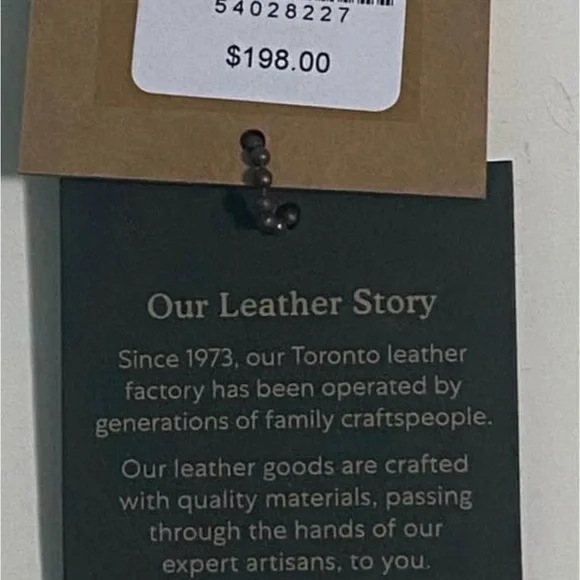 54028227
$198.00
Our Leather Story
Since 1973, our Toronto leather
factory has been operated by
generations of family craftspeople.
Our leather goods are crafted
with quality materials, passing
through the hands of our
expert artisans, to you.